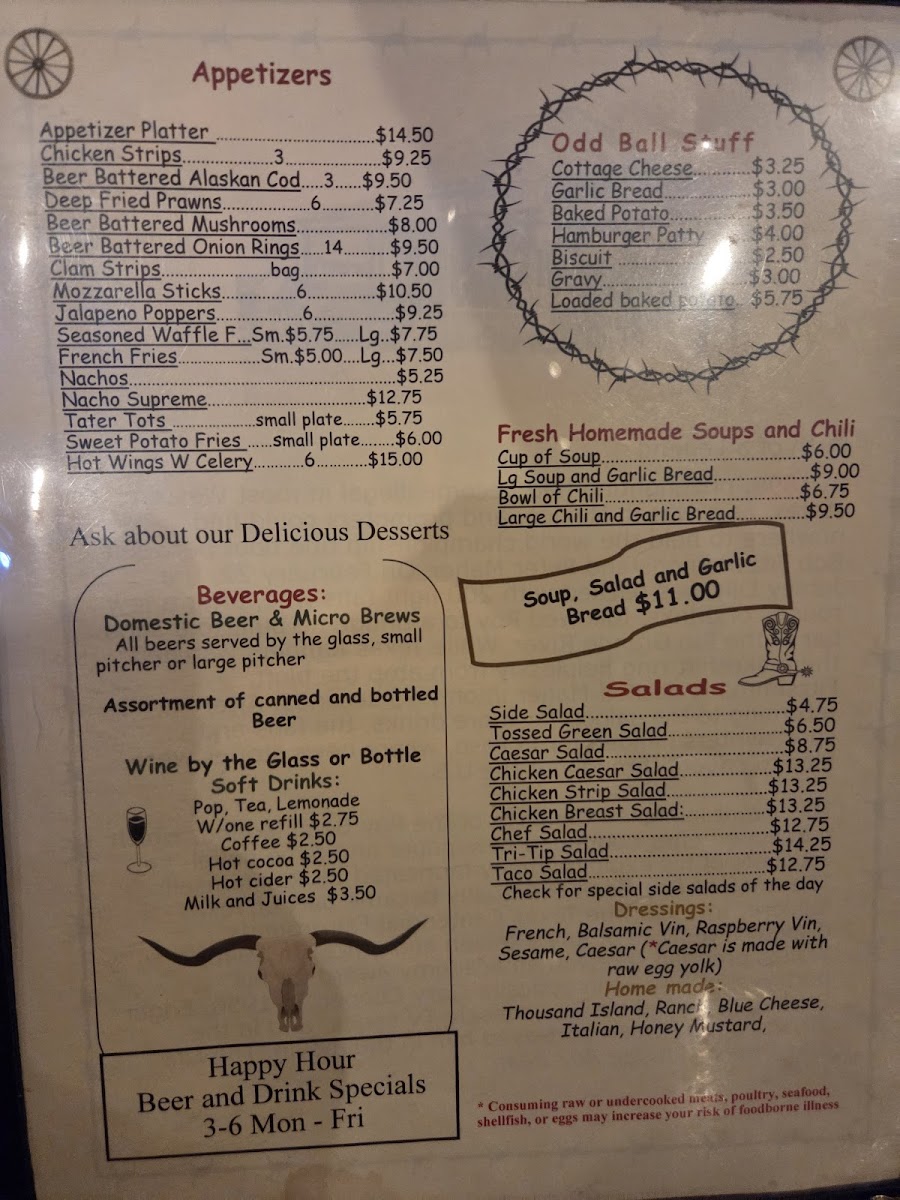 Appetizers
Appetizer Platter ..............................$14.50
Chicken Strips.................3..................$9.25
Beer Battered Alaskan Cod....3.....$9.50
Deep Fried Prawns.................6...............$7.25
Beer Battered Mushrooms......................$8.00
Beer Battered Onion Rings....14..........$9.50
Clam Strips.....................bag.................$7.00
Mozzarella Sticks..............6.............$10.50
Jalapeno Poppers.................6................$9.25
Seasoned Waffle F...Sm.$5.75.....Lg..$7.75
French Fries................Sm.$5.00...Lg...$7.50
Nachos....................................................$5.25
Nacho Supreme..............................$12.75
Tater Tots ................small plate.......$5.75
Sweet Potato Fries .....small plate.......$6.00
Hot Wings W Celery..........6...........$15.00
Ask about our Delicious Desserts
Beverages:
Domestic Beer & Micro Brews
All beers served by the glass, small
pitcher or large pitcher
Assortment of canned and bottled
Beer
Wine by the Glass or Bottle
Soft Drinks:
Pop, Tea, Lemonade
W/one refill $2.75
Coffee $2.50
Hot cocoa $2.50
Hot cider $2.50
Milk and Juices $3.50
Happy Hour
Beer and Drink Specials
3-6 Mon - Fri
Odd Ball Stuff
Cottage Cheese...........$3.25
Garlic Bread................$3.00
Baked Potato...............$3.50
Hamburger Patty $4.00
Biscuit ....................$2.50
Gravy..........................$3.00
Loaded baked potato. $5.75
Fresh Homemade Soups and Chili
Cup of Soup.....................................$6.00
Lg Soup and Garlic Bread..................$9.00
Bowl of Chili....................................$6.75
Large Chili and Garlic Bread.............$9.50
Soup, Salad and Garlic
Bread $11.00
Salads
Side Salad.....................................$4.75
Tossed Green Salad.....................$6.50
Caesar Salad..................................$8.75
Chicken Caesar Salad.................$13.25
Chicken Strip Salad...................$13.25
Chicken Breast Salad:................$13.25
Chef Salad..................................$12.75
Tri-Tip Salad..............................$14.25
Taco Salad.................................$12.75
Check for special side salads of the day
Dressings:
French, Balsamic Vin, Raspberry Vin,
Sesame, Caesar (*Caesar is made with
raw egg yolk)
Home made:
Thousand Island, Ranch, Blue Cheese,
Italian, Honey Mustard,
* Consuming raw or undercooked meats, poultry, seafood,
shellfish, or eggs may increase your risk of foodborne illness